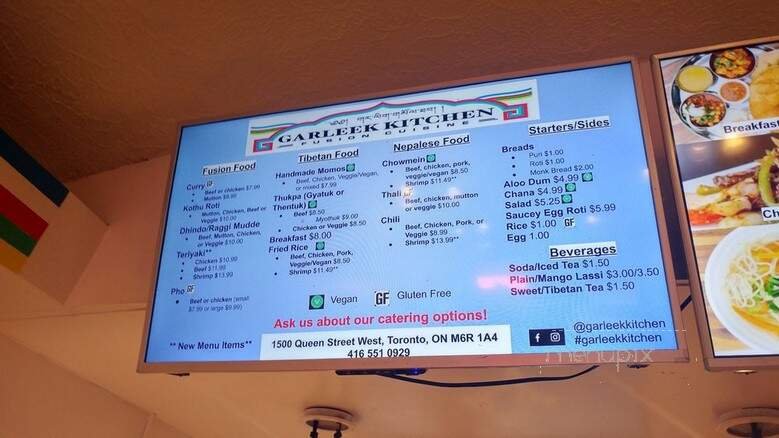 GARLEEK KITCHEN
FUSION CUISINE
Fusion Food
Curry GF
Beef or chicken $7.99
Mutton $8.99
Kothu Roti
Mutton, Chicken, Beef or
Veggie $10.00
Dhindo/Raggi Mudde
Beef, Mutton, Chicken,
or Veggie $10.00
Teriyaki**
Chicken $10.99
Beef $11.99
Shrimp $13.99
Pho GF
Beef or chicken (small
$7.99 or large $9.99)
** New Menu Items**
Tibetan Food
Handmade Momos
Beef, Chicken, Veggie/Vegan,
or mixed $7.99
Thukpa (Gyatuk or
Thentuk)
Beef $8.50
Myothuk $9.00
Chicken or Vegan $8.50
Breakfast $8.00
Fried Rice
Beef, Chicken, Pork,
Veggie/Vegan $8.50
Shrimp $11.49**
Nepalese Food
Chowmein
Beef, chicken, pork,
veggie/vegan $8.50
Shrimp $11.49**
Thali
Beef, chicken, mutton
or veggie $10.00
Chili
Beef, Chicken, Pork, or
Veggie $8.99
Shrimp $13.99**
Starters/Sides
Breads
Puri $1.00
Roti $1.00
Monk Bread $2.00
Aloo Dum $4.99
Chana $4.99
Salad $5.25
Saucey Egg Roti $5.99
Rice $1.00 GF
Egg 1.00
Beverages
Soda/Iced Tea $1.50
Plain/Mango Lassi $3.00/3.50
Sweet/Tibetan Tea $1.50
Vegan GF Gluten Free
Ask us about our catering options!
1500 Queen Street West, Toronto, ON M6R 1A4
416 551 0929
@garleekkitchen
#garleekkitchen
menupix
Breakfast